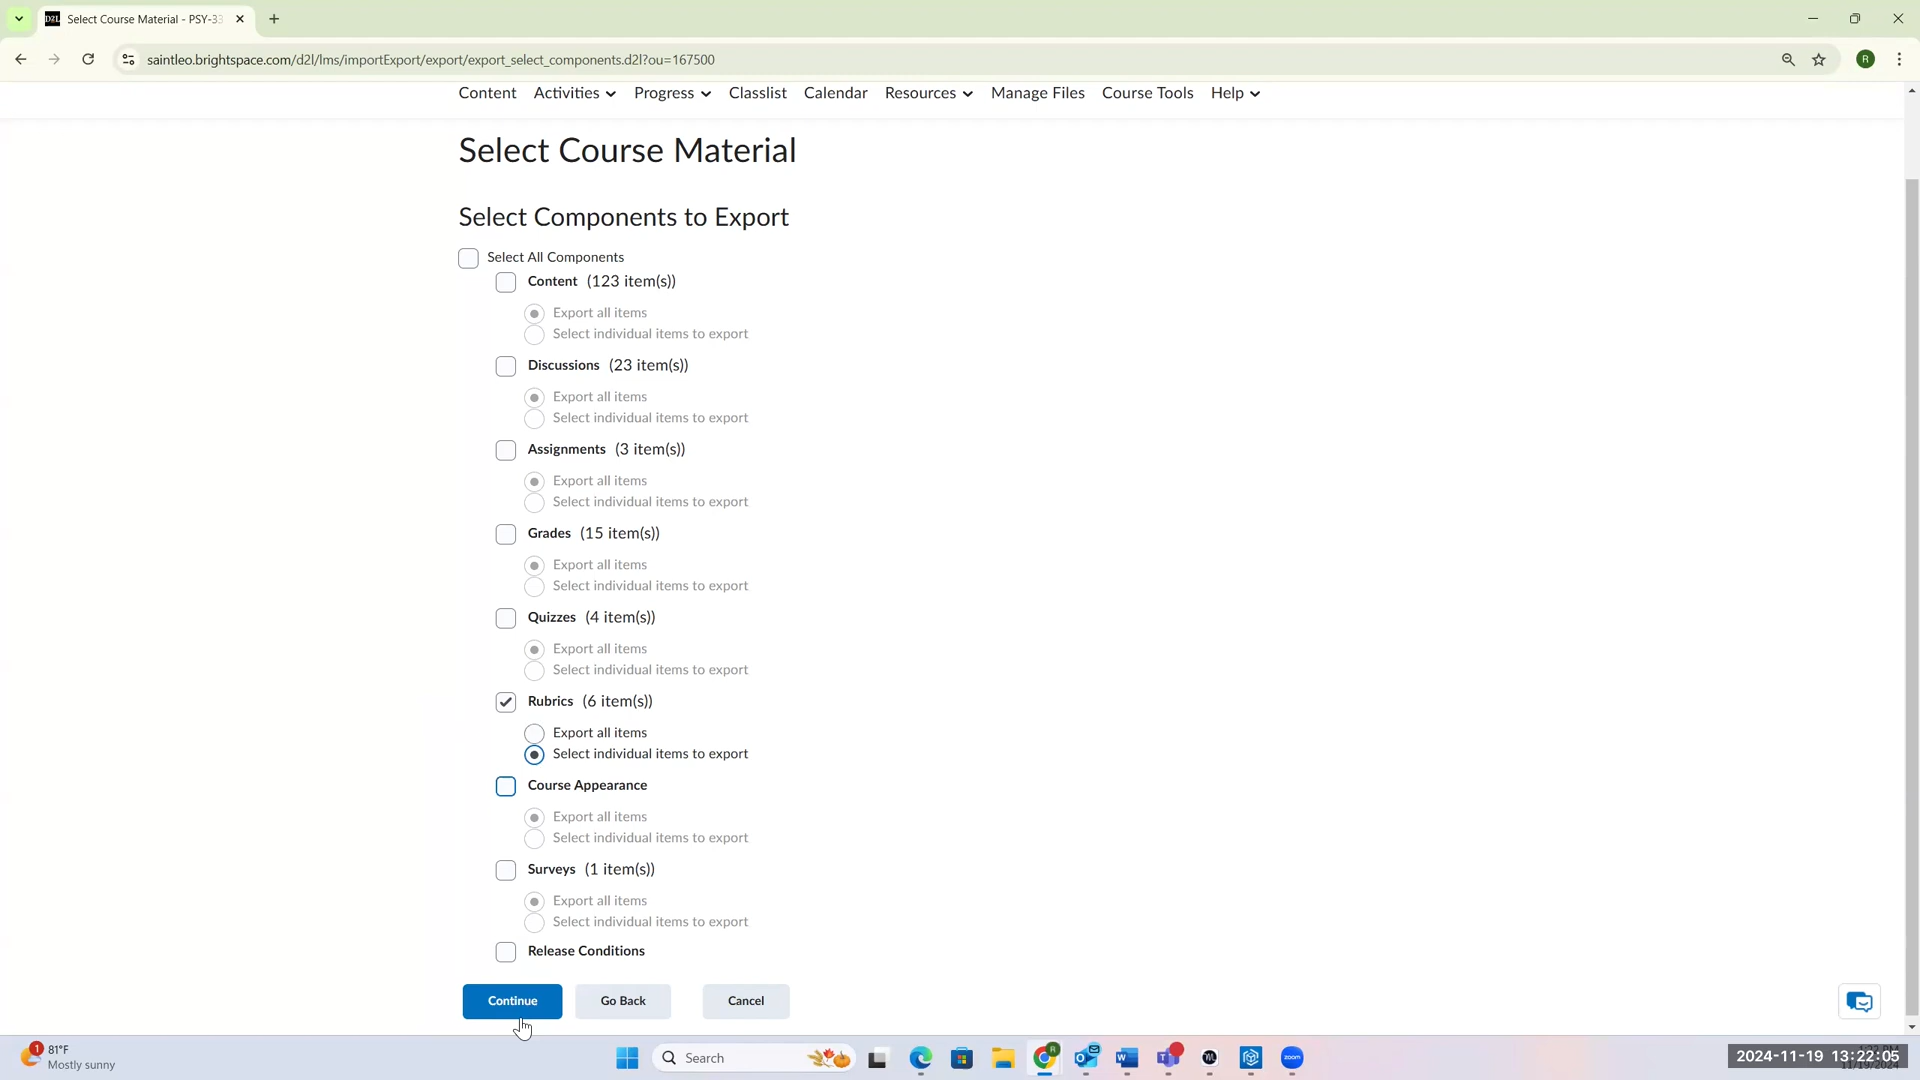 D2L Select Course Material - PSY-33
saintleo.brightspace.com/d2l/lms/importExport/export/export_select_components.d2l?ou=167500
R
Content Activities Progress Classlist Calendar Resources Manage Files Course Tools Help
Select Course Material
Select Components to Export
Select All Components
Content (123 item(s))
Export all items
Select individual items to export
Discussions (23 item(s))
Export all items
Select individual items to export
Assignments (3 item(s))
Export all items
Select individual items to export
Grades (15 item(s))
Export all items
Select individual items to export
Quizzes (4 item(s))
Export all items
Select individual items to export
Rubrics (6 item(s))
Export all items
Select individual items to export
Course Appearance
Export all items
Select individual items to export
Surveys (1 item(s))
Export all items
Select individual items to export
Release Conditions
Continue Go Back Cancel
1 81°F
Mostly sunny
Search
zoom
2024-11-19 13:22:05